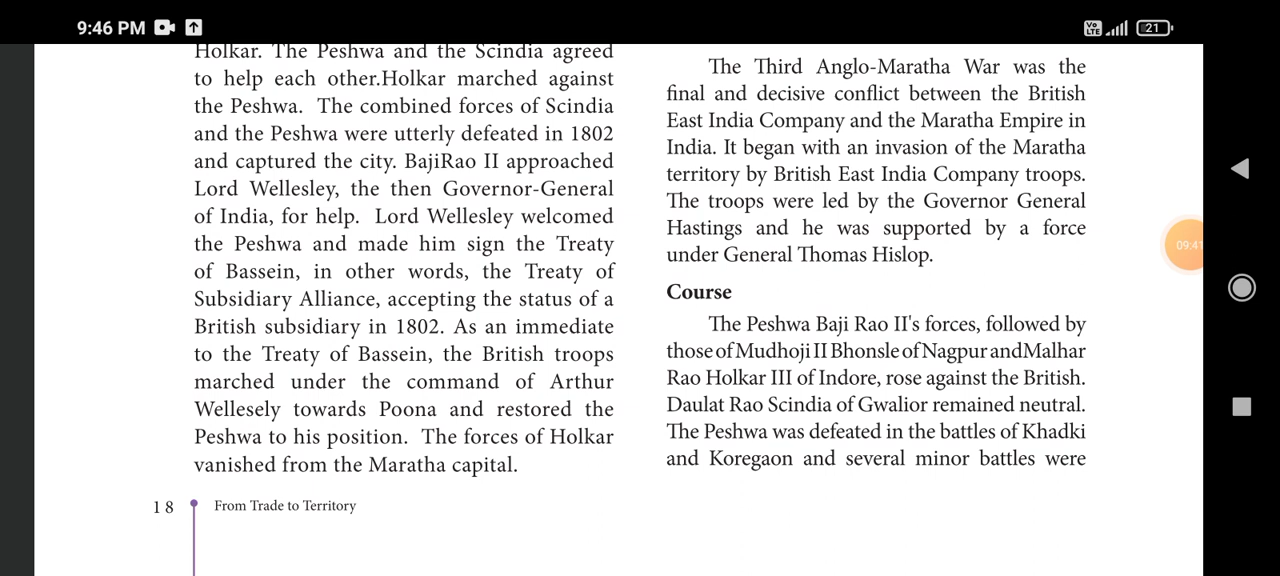 9:46 PM
Vo LTE 21
Holkar. The Peshwa and the Scindia agreed
to help each other.Holkar marched against
the Peshwa. The combined forces of Scindia
and the Peshwa were utterly defeated in 1802
and captured the city. BajiRao II approached
Lord Wellesley, the then Governor-General
of India, for help. Lord Wellesley welcomed
the Peshwa and made him sign the Treaty
of Bassein, in other words, the Treaty of
Subsidiary Alliance, accepting the status of a
British subsidiary in 1802. As an immediate
to the Treaty of Bassein, the British troops
marched under the command of Arthur
Wellesely towards Poona and restored the
Peshwa to his position. The forces of Holkar
vanished from the Maratha capital.
The Third Anglo-Maratha War was the
final and decisive conflict between the British
East India Company and the Maratha Empire in
India. It began with an invasion of the Maratha
territory by British East India Company troops.
The troops were led by the Governor General
Hastings and he was supported by a force
under General Thomas Hislop.
Course
The Peshwa Baji Rao II's forces, followed by
those of Mudhoji II Bhonsle of Nagpur andMalhar
Rao Holkar III of Indore, rose against the British.
Daulat Rao Scindia of Gwalior remained neutral.
The Peshwa was defeated in the battles of Khadki
and Koregaon and several minor battles were
18 From Trade to Territory
09:41